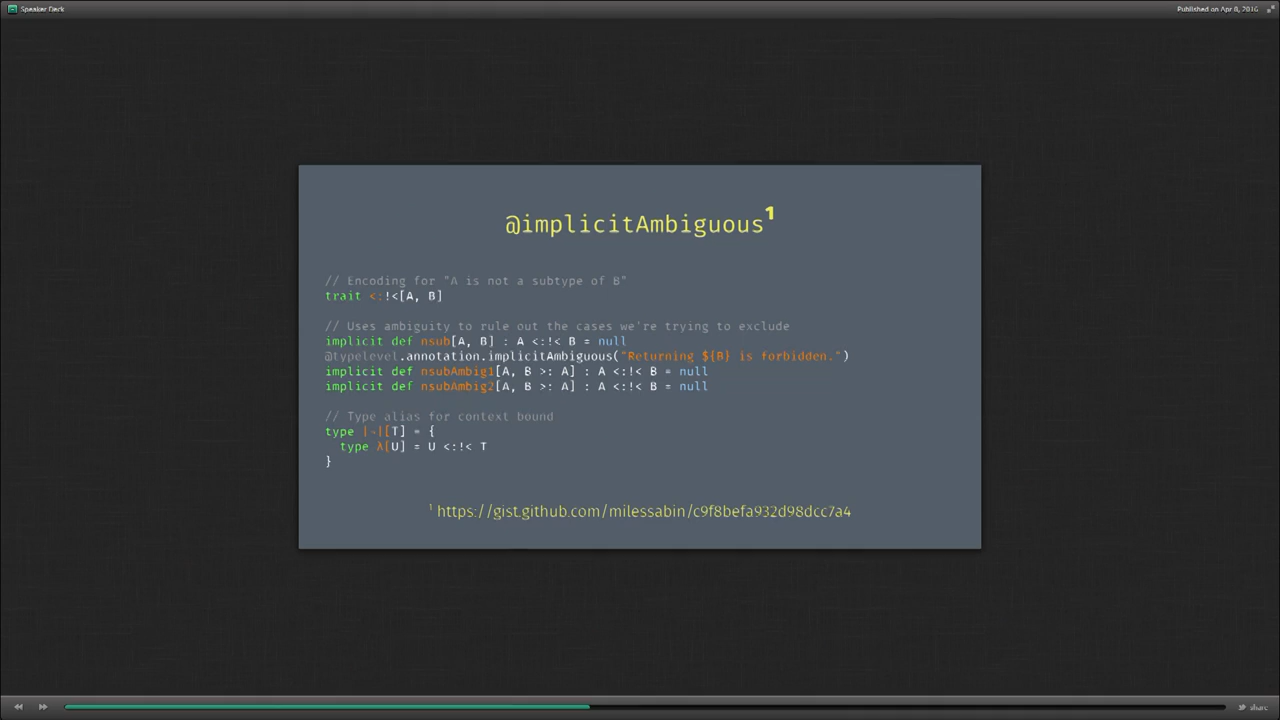 Speaker Deck
Published on Apr 8, 2016
@implicitAmbiguous¹
// Encoding for "A is not a subtype of B"
trait <:!<[A, B]
// Uses ambiguity to rule out the cases we're trying to exclude
implicit def nsub[A, B] : A <:!< B = null
@typelevel.annotation.implicitAmbiguous("Returning ${B} is forbidden.")
implicit def nsubAmbig1[A, B >: A] : A <:!< B = null
implicit def nsubAmbig2[A, B >: A] : A <:!< B = null
// Type alias for context bound
type |¬|[T] = {
type λ[U] = U <:!< T
}
¹ https://gist.github.com/milessabin/c9f8befa932d98dcc7a4
share